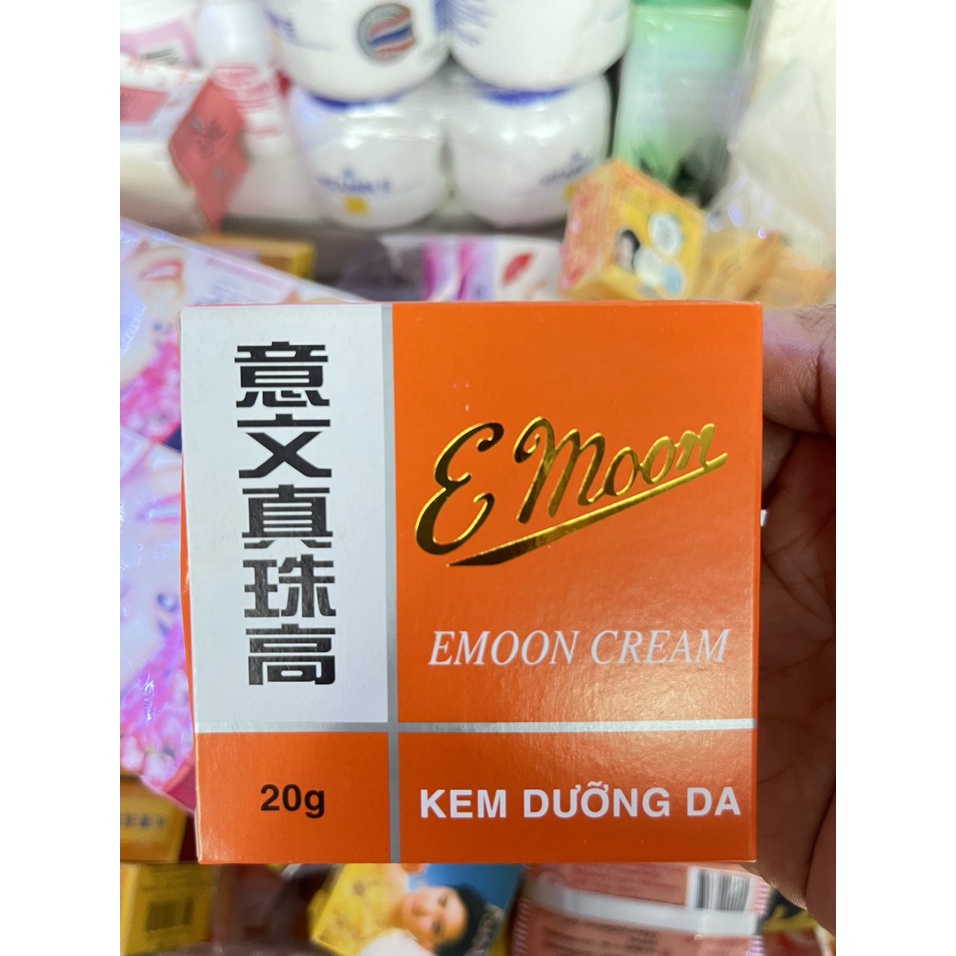 意文真珠高
E Moon
EMOON CREAM
20g
KEM DƯỠNG DA